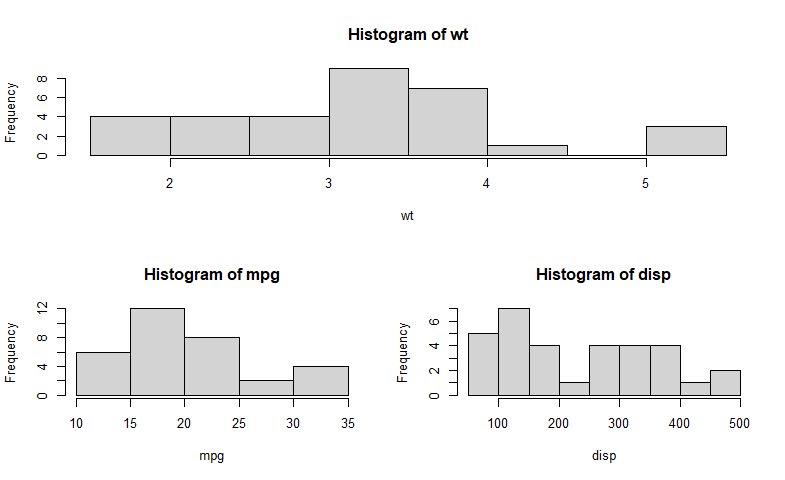 Histogram of wt
Frequency
0 2 4 6 8
2 3 4 5
wt
Histogram of mpg
Frequency
0 4 8 12
10 15 20 25 30 35
mpg
Histogram of disp
Frequency
0 2 4 6
100 200 300 400 500
disp